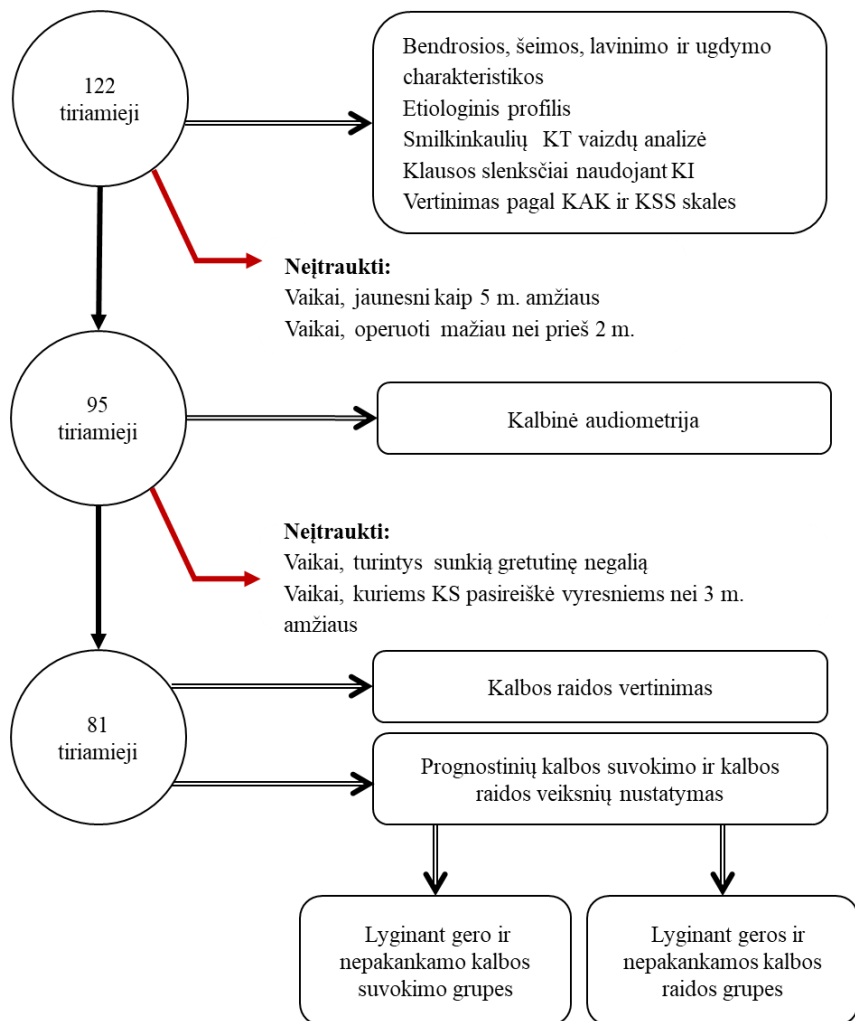 122
tiriamieji
Bendrosios, šeimos, lavinimo ir ugdymo
charakteristikos
Etiologinis profilis
Smilkinkaulių KT vaizdų analizė
Klausos slenksčiai naudojant KI
Vertinimas pagal KAK ir KSS skales
Neįtraukti:
Vaikai, jaunesni kaip 5 m. amžiaus
Vaikai, operuoti mažiau nei prieš 2 m.
95
tiriamieji
Kalbinė audiometrija
Neįtraukti:
Vaikai, turintys sunkią gretutinę negalią
Vaikai, kuriems KS pasireiškė vyresniems nei 3 m.
amžiaus
81
tiriamieji
Kalbos raidos vertinimas
Prognostinių kalbos suvokimo ir kalbos
raidos veiksnių nustatymas
Lyginant gero ir
nepakankamo kalbos
suvokimo grupes
Lyginant geros ir
nepakankamos kalbos
raidos grupes